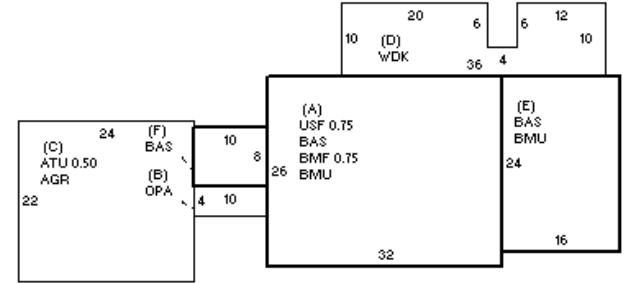 20
6
6
12
10
(D)
WDK
10
36
4
(A)
USF 0.75
BAS
BMF 0.75
BMU
26
32
(E)
BAS
BMU
24
16
24
(C)
ATU 0.50
AGR
22
(F)
BAS
(B)
OPA
10
8
4
10